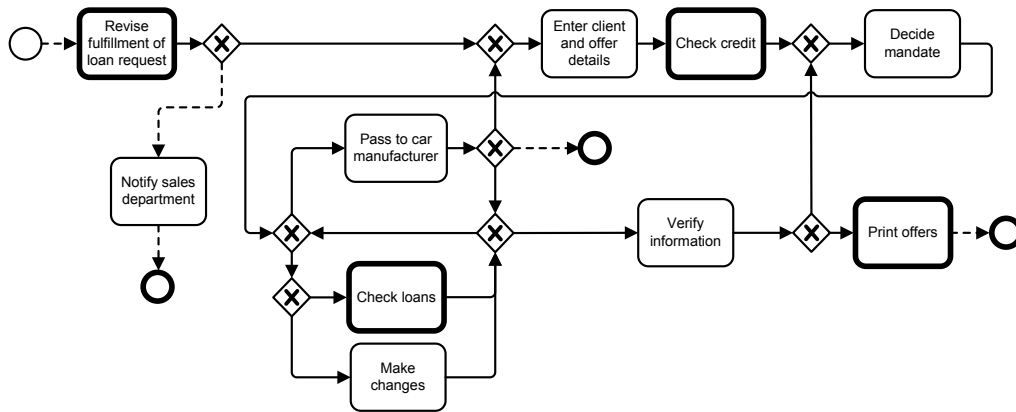 Revise
fulfillment of
loan request
Enter client
and offer
details
Check credit
Decide
mandate
Pass to car
manufacturer
Notify sales
department
Verify
information
Print offers
Check loans
Make
changes